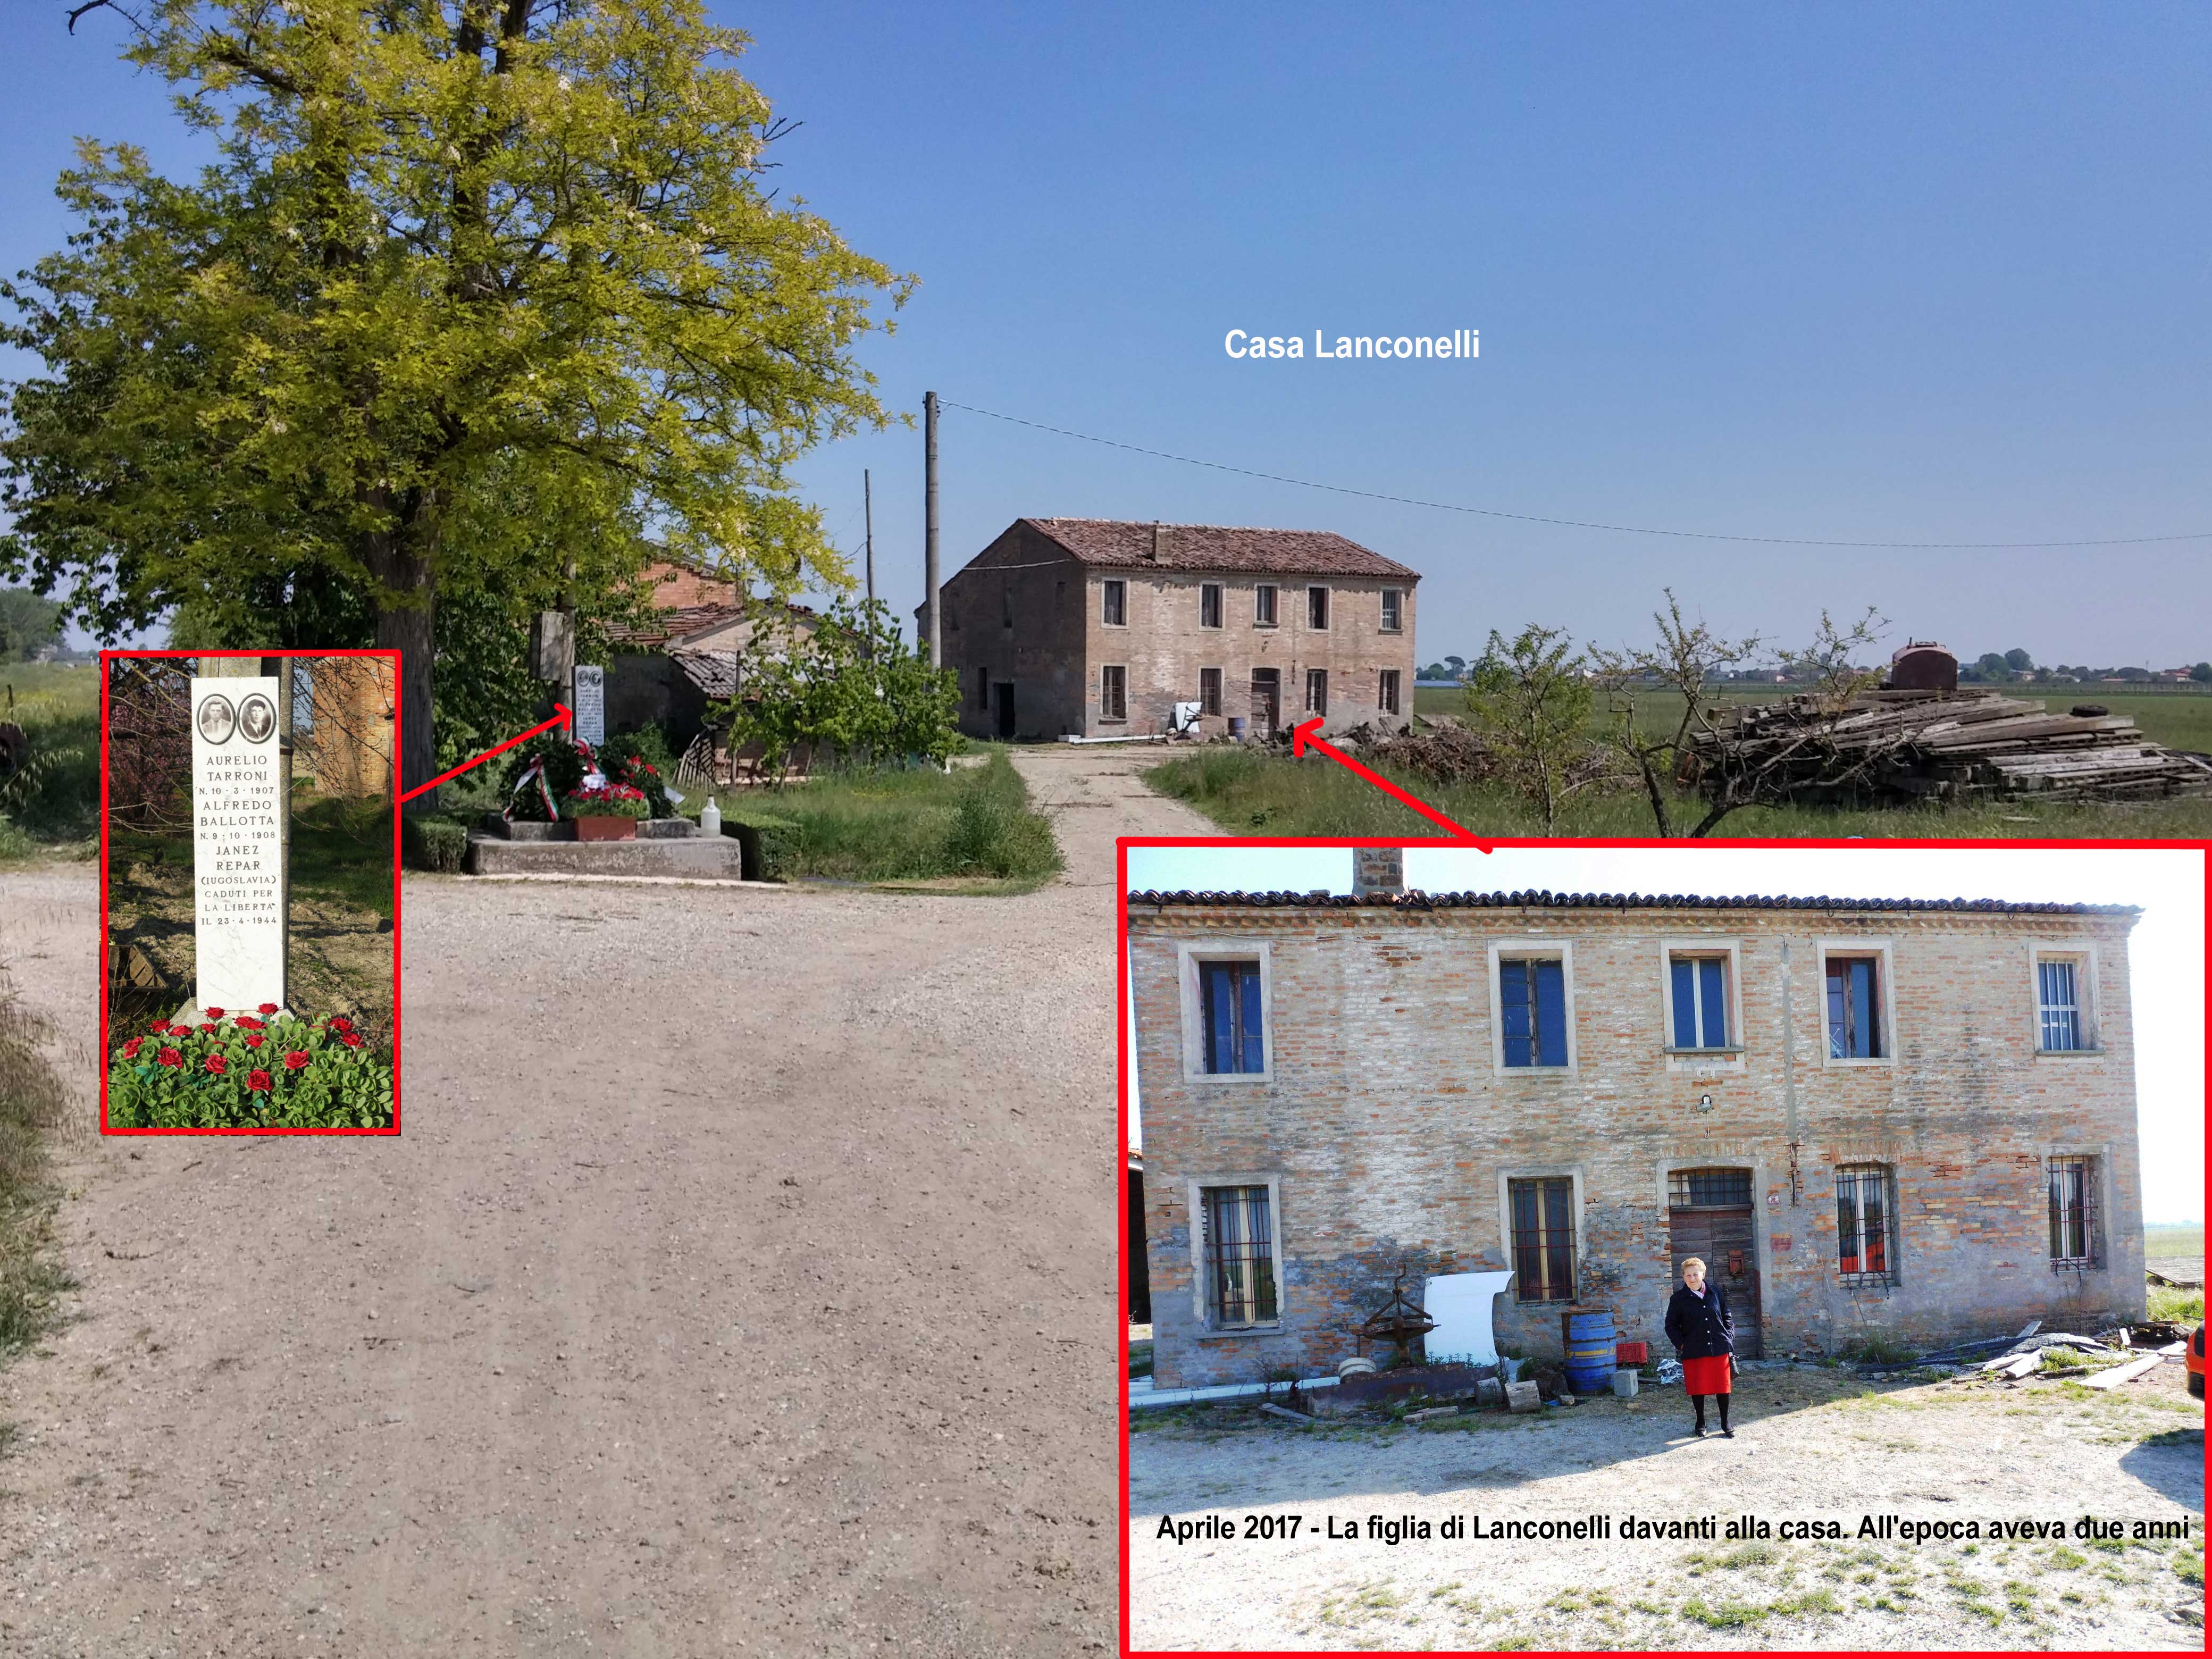 Casa Lanconelli
AURELIO
TARRONI
N. 10 · 3 · 1907
ALFREDO
BALLOTTA
N. 9 · 10 · 1908
JANEZ
REPAR
(IUGOSLAVIA)
CADUTI PER
LA LIBERTA'
IL 23 · 4 · 1944
Aprile 2017 - La figlia di Lanconelli davanti alla casa. All'epoca aveva due anni